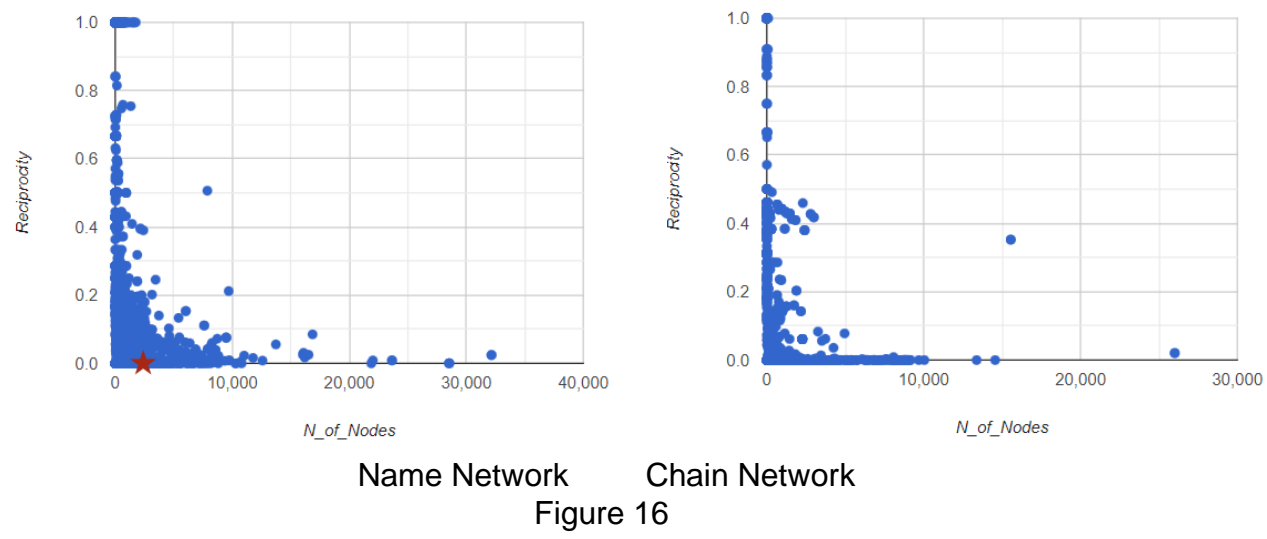 1.0
0.8
0.6
0.4
0.2
0.0
Reciprocity
0 10,000 20,000 30,000 40,000
N_of_Nodes
1.0
0.8
0.6
0.4
0.2
0.0
Reciprocity
0 10,000 20,000 30,000
N_of_Nodes
Name Network Chain Network
Figure 16